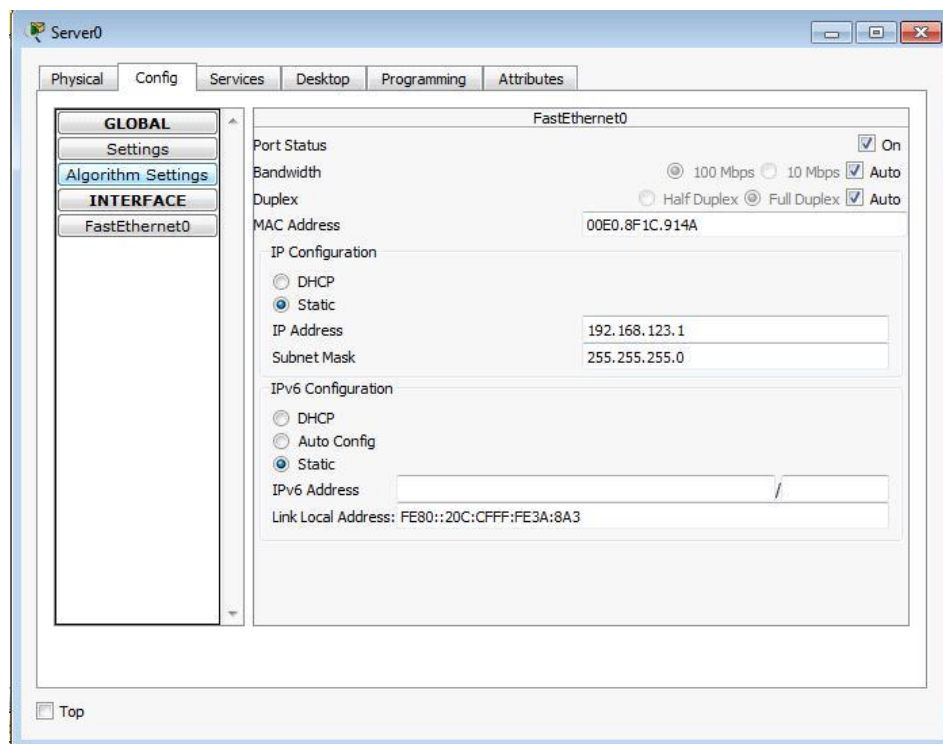 Server0
Physical Config Services Desktop Programming Attributes
GLOBAL
Settings
Algorithm Settings
INTERFACE
FastEthernet0
FastEthernet0
Port Status On
Bandwidth 100 Mbps 10 Mbps Auto
Duplex Half Duplex Full Duplex Auto
MAC Address 00E0.8F1C.914A
IP Configuration
DHCP
Static
IP Address 192.168.123.1
Subnet Mask 255.255.255.0
IPv6 Configuration
DHCP
Auto Config
Static
IPv6 Address /
Link Local Address: FE80::20C:CFFF:FE3A:8A3
Top